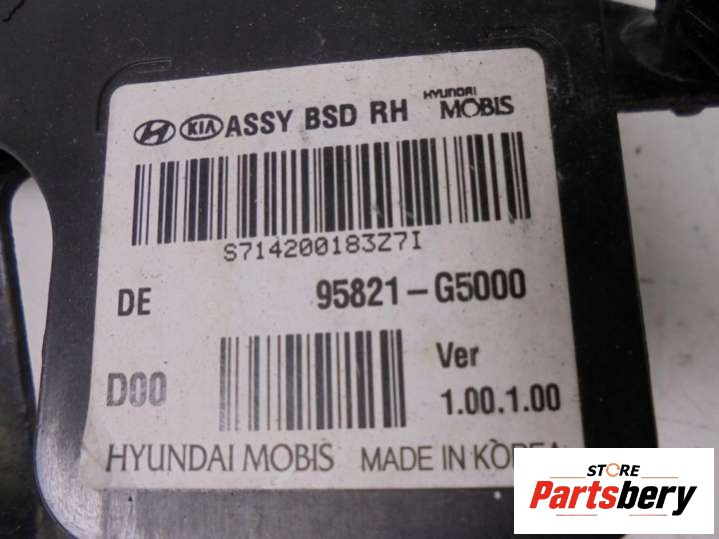 KIA ASSY BSD RH HYUNDAI MOBIS
S714200183Z7I
DE 95821-G5000
D00 Ver 1.00.1.00
HYUNDAI MOBIS MADE IN KOREA
STORE
Partsbery